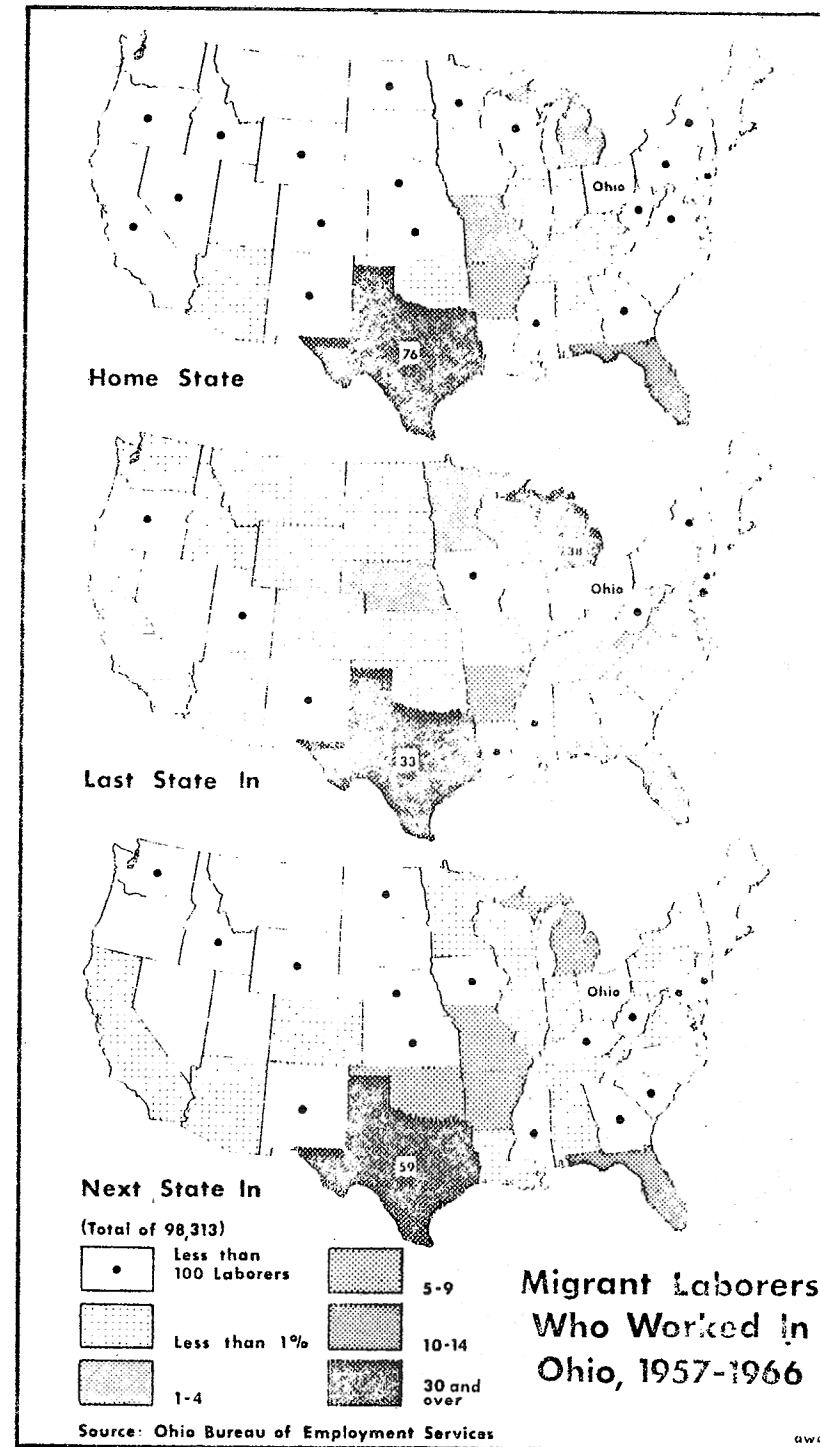 Ohio
76
Home State
38
Ohio
33
Last State In
Ohio
59
Next State In
(Total of 98,313)
Less than
100 Laborers
Less than 1%
1-4
5-9
10-14
30 and
over
Migrant Laborers
Who Worked In
Ohio, 1957-1966
Source: Ohio Bureau of Employment Services